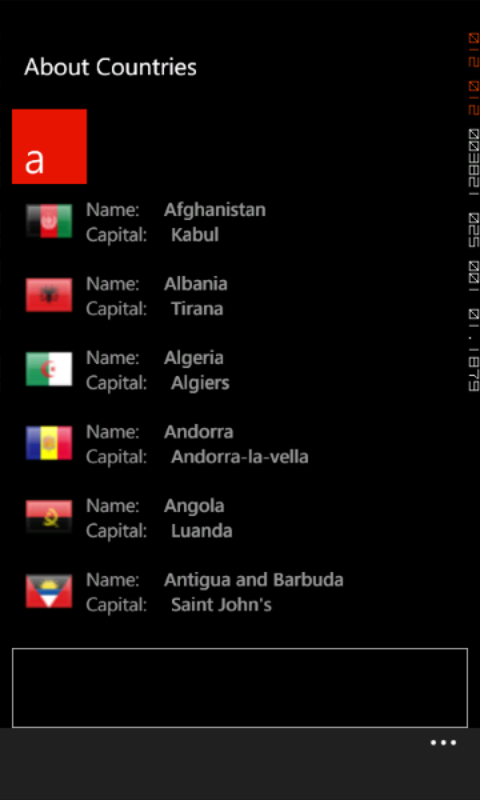 About Countries
a
Name: Afghanistan
Capital: Kabul
Name: Albania
Capital: Tirana
Name: Algeria
Capital: Algiers
Name: Andorra
Capital: Andorra-la-vella
Name: Angola
Capital: Luanda
Name: Antigua and Barbuda
Capital: Saint John's
012 012 003821 025 001 01.1879